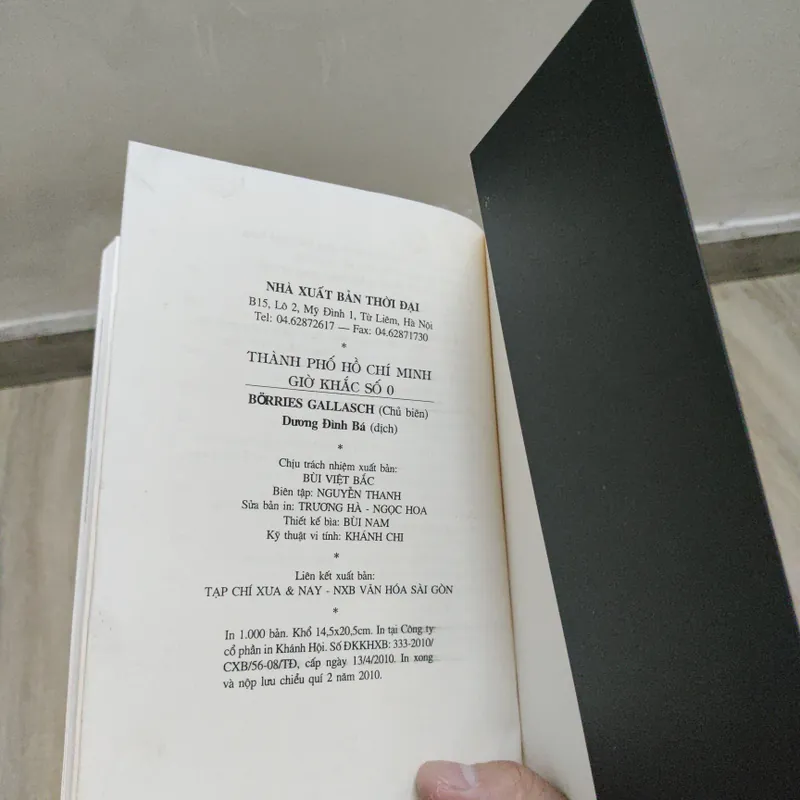 NHÀ XUẤT BẢN THỜI ĐẠI
B15, Lô 2, Mỹ Đình 1, Từ Liêm, Hà Nội
Tel: 04.62872617 — Fax: 04.62871730
*
THÀNH PHỐ HỒ CHÍ MINH
GIỜ KHẮC SỐ 0
BÖRRIES GALLASCH (Chủ biên)
Dương Đình Bá (dịch)
*
Chịu trách nhiệm xuất bản:
BÙI VIỆT BẮC
Biên tập: NGUYỄN THANH
Sửa bản in: TRƯƠNG HÀ - NGỌC HOA
Thiết kế bìa: BÙI NAM
Kỹ thuật vi tính: KHÁNH CHI
*
Liên kết xuất bản:
TẠP CHÍ XƯA & NAY - NXB VĂN HÓA SÀI GÒN
*
In 1.000 bản. Khổ 14,5x20,5cm. In tại Công ty
cổ phần in Khánh Hội. Số ĐKKHXB: 333-2010/
CXB/56-08/TĐ, cấp ngày 13/4/2010. In xong
và nộp lưu chiểu quí 2 năm 2010.